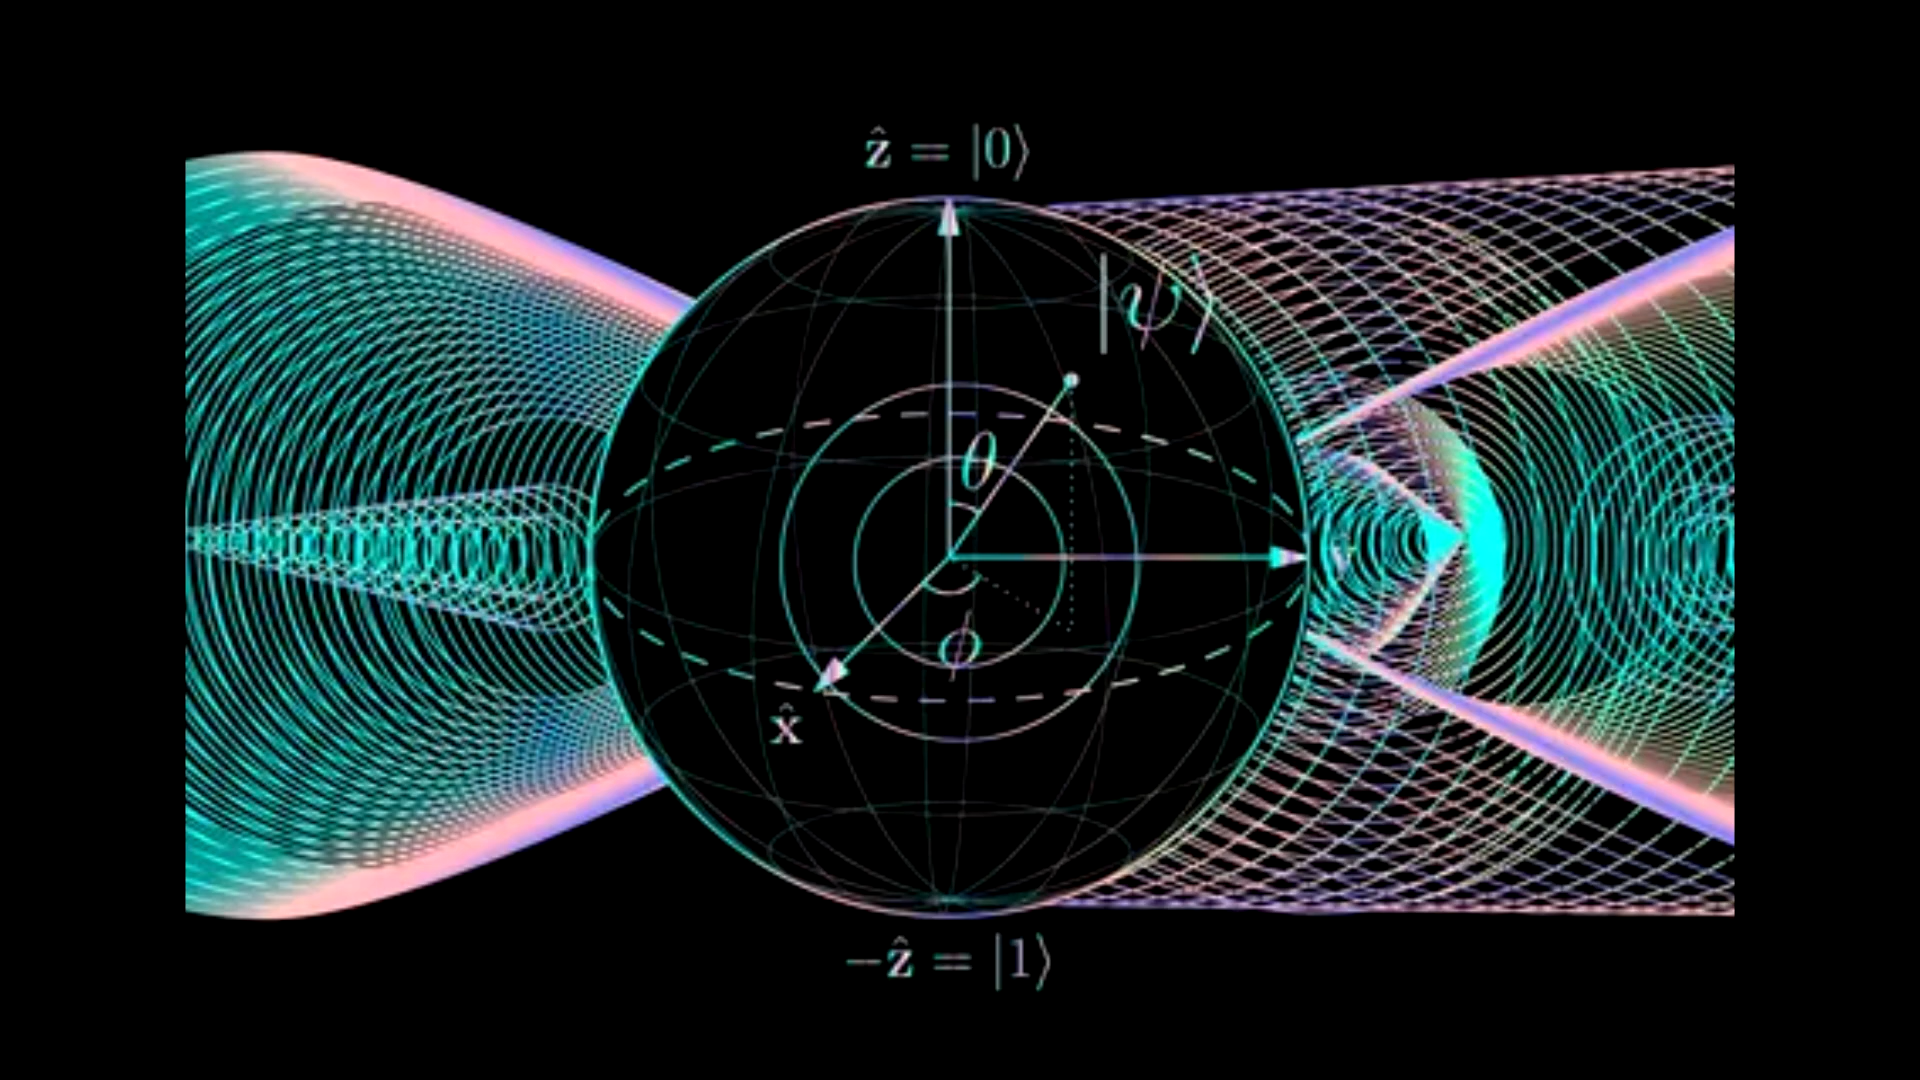 ẑ = |0⟩
|ψ⟩
θ
ϕ
x̂
−ẑ = |1⟩